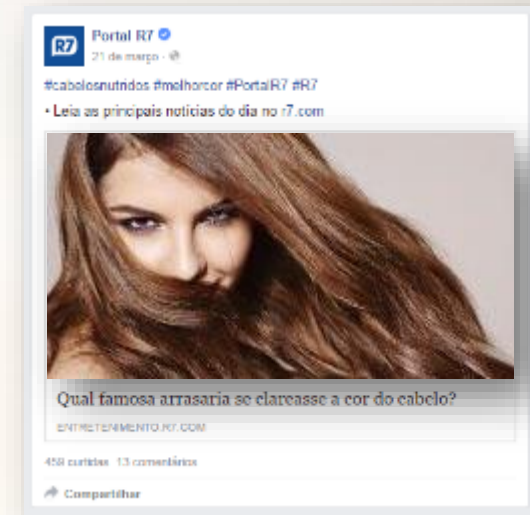 R7
Portal R7
21 de março
#cabelosnutridos #melhorcor #PortalR7 #R7
• Leia as principais notícias do dia no r7.com
Qual famosa arrasaria se clareasse a cor do cabelo?
ENTRETENIMENTO.R7.COM
459 curtidas 13 comentários
Compartilhar